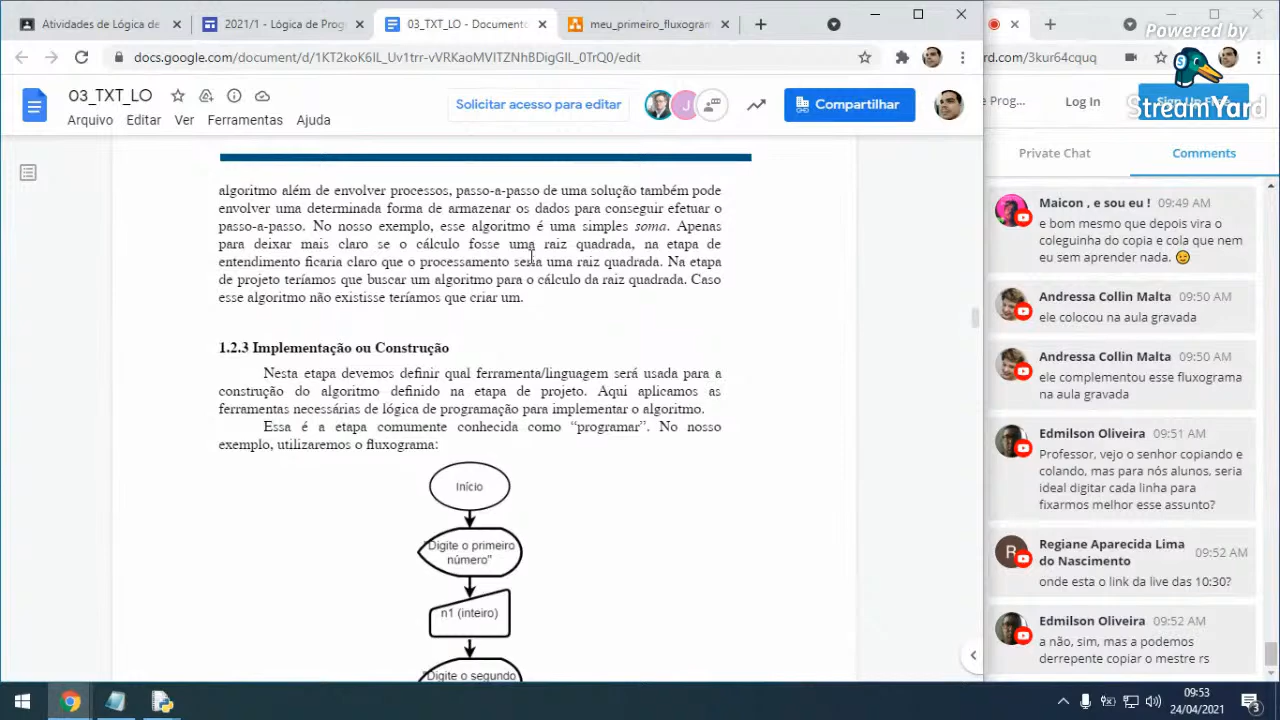 Atividades de Lógica de
2021/1 - Lógica de Prog
03_TXT_LO - Documento
meu_primeiro_fluxogram
docs.google.com/document/d/1KT2koK6IL_Uv1trr-vVRKaoMVITZNhBDigGIL_0TrQ0/edit
03_TXT_LO
Arquivo Editar Ver Ferramentas Ajuda
Solicitar acesso para editar
J
Compartilhar
algoritmo além de envolver processos, passo-a-passo de uma solução também pode
envolver uma determinada forma de armazenar os dados para conseguir efetuar o
passo-a-passo. No nosso exemplo, esse algoritmo é uma simples soma. Apenas
para deixar mais claro se o cálculo fosse uma raiz quadrada, na etapa de
entendimento ficaria claro que o processamento seria uma raiz quadrada. Na etapa
de projeto teríamos que buscar um algoritmo para o cálculo da raiz quadrada. Caso
esse algoritmo não existisse teríamos que criar um.
1.2.3 Implementação ou Construção
Nesta etapa devemos definir qual ferramenta/linguagem será usada para a
construção do algoritmo definido na etapa de projeto. Aqui aplicamos as
ferramentas necessárias de lógica de programação para implementar o algoritmo.
Essa é a etapa comumente conhecida como “programar”. No nosso
exemplo, utilizaremos o fluxograma:
Início
"Digite o primeiro
número"
n1 (inteiro)
"Digite o segundo
Powered by
StreamYard
rd.com/3kur64cquq
Prog...
Log In
Private Chat
Comments
Maicon , e sou eu ! 09:49 AM
e bom mesmo que depois vira o
coleguinha do copia e cola que nem
eu sem aprender nada. 😉
Andressa Collin Malta 09:50 AM
ele colocou na aula gravada
Andressa Collin Malta 09:50 AM
ele complementou esse fluxograma
na aula gravada
Edmilson Oliveira 09:51 AM
Professor, vejo o senhor copiando e
colando, mas para nós alunos, seria
ideal digitar cada linha para
fixarmos melhor esse assunto?
R
Regiane Aparecida Lima
do Nascimento 09:52 AM
onde esta o link da live das 10:30?
Edmilson Oliveira 09:52 AM
a não, sim, mas a podemos
derrepente copiar o mestre rs
09:53
24/04/2021
3